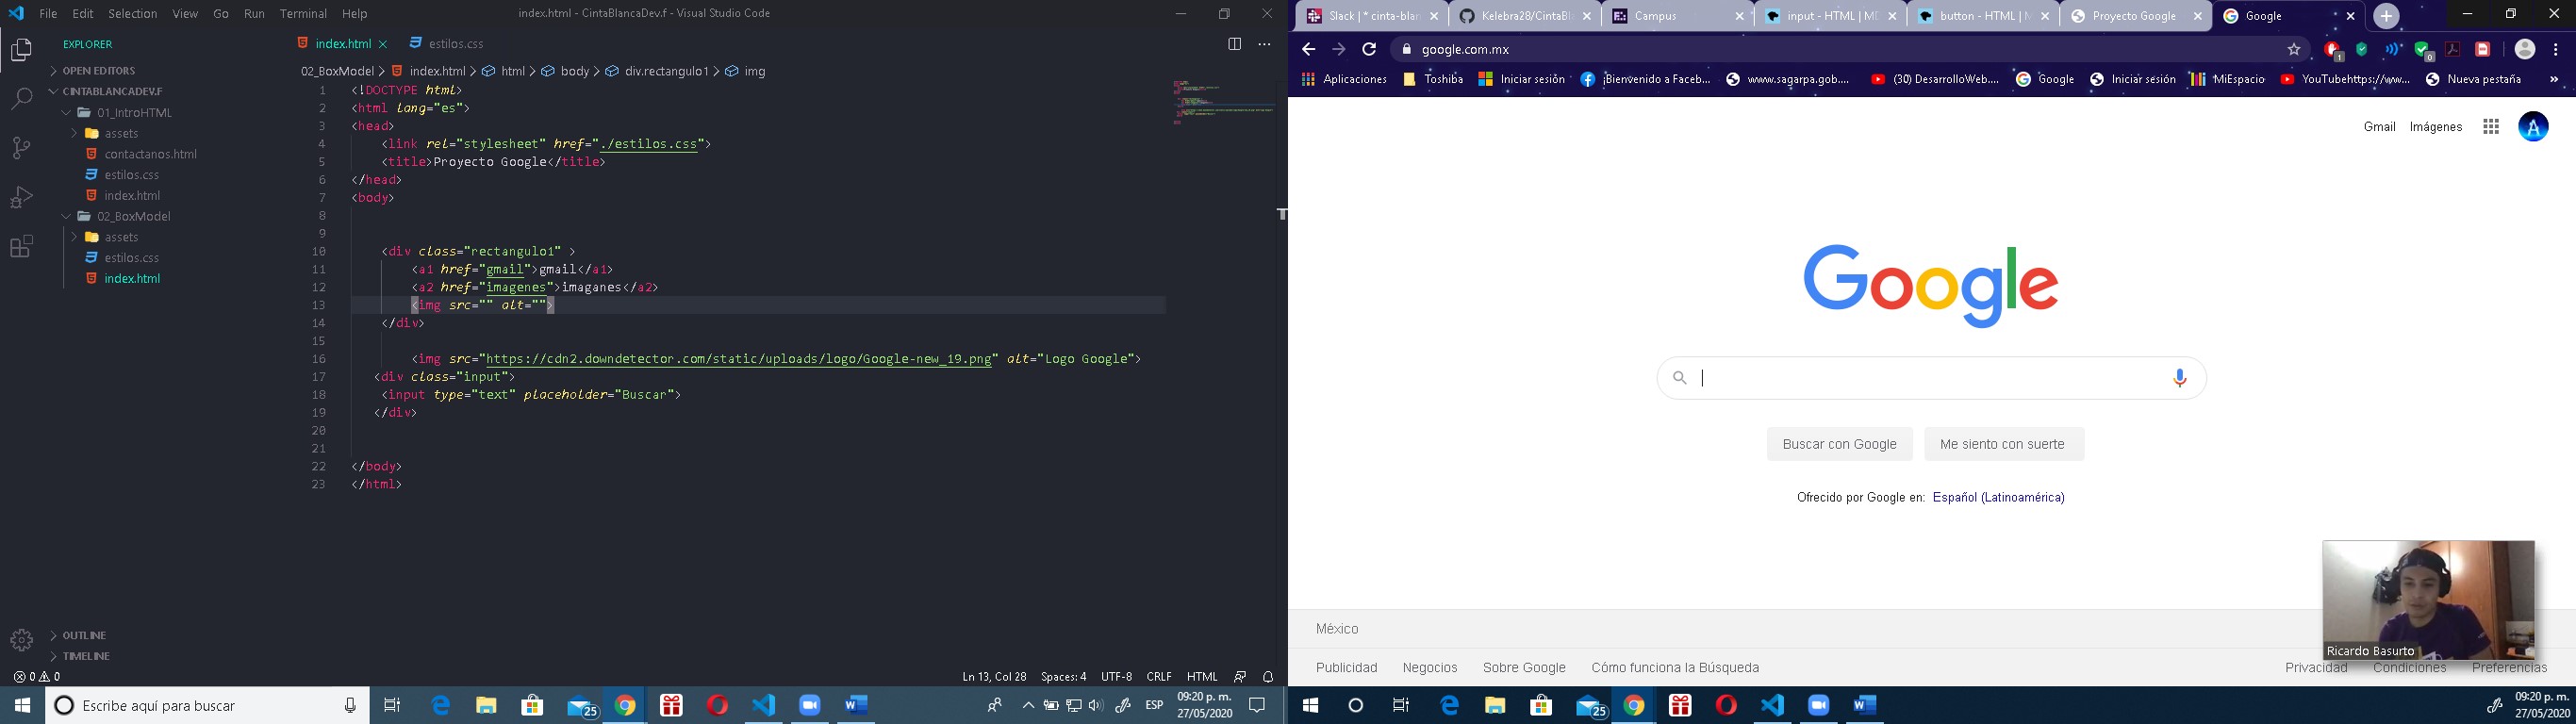 File Edit Selection View Go Run Terminal Help
index.html - CintaBlancaDev.f - Visual Studio Code
EXPLORER
OPEN EDITORS
CINTABLANCADEV.F
01_IntroHTML
assets
contactanos.html
estilos.css
index.html
02_BoxModel
assets
estilos.css
index.html
OUTLINE
TIMELINE
index.html
estilos.css
02_BoxModel > index.html > html > body > div.rectangulo1 > img
1 <!DOCTYPE html>
2 <html lang="es">
3 <head>
4 <link rel="stylesheet" href="./estilos.css">
5 <title>Proyecto Google</title>
6 </head>
7 <body>
8
9
10 <div class="rectangulo1" >
11 <a1 href="gmail">gmail</a1>
12 <a2 href="imagenes">imaganes</a2>
13 <img src="" alt="">
14 </div>
15
16 <img src="https://cdn2.downdetector.com/static/uploads/logo/Google-new_19.png" alt="Logo Google">
17 <div class="input">
18 <input type="text" placeholder="Buscar">
19 </div>
20
21
22 </body>
23 </html>
0 0
Ln 13, Col 28 Spaces: 4 UTF-8 CRLF HTML
Escribe aquí para buscar
25
ESP
09:20 p. m.
27/05/2020
Slack | * cinta-blan
Kelebra28/CintaBl
Campus
input - HTML | MD
button - HTML | M
Proyecto Google
Google
google.com.mx
1
0
Aplicaciones
Toshiba
Iniciar sesión
¡Bienvenido a Faceb...
www.sagarpa.gob....
(30) DesarrolloWeb....
Google
Iniciar sesión
MiEspacio
YouTubehttps://ww...
Nueva pestaña
»
Gmail Imágenes
A
Google
Buscar con Google
Me siento con suerte
Ofrecido por Google en: Español (Latinoamérica)
México
Publicidad Negocios Sobre Google Cómo funciona la Búsqueda
Privacidad Condiciones Preferencias
Ricardo Basurto
25
09:20 p. m.
27/05/2020